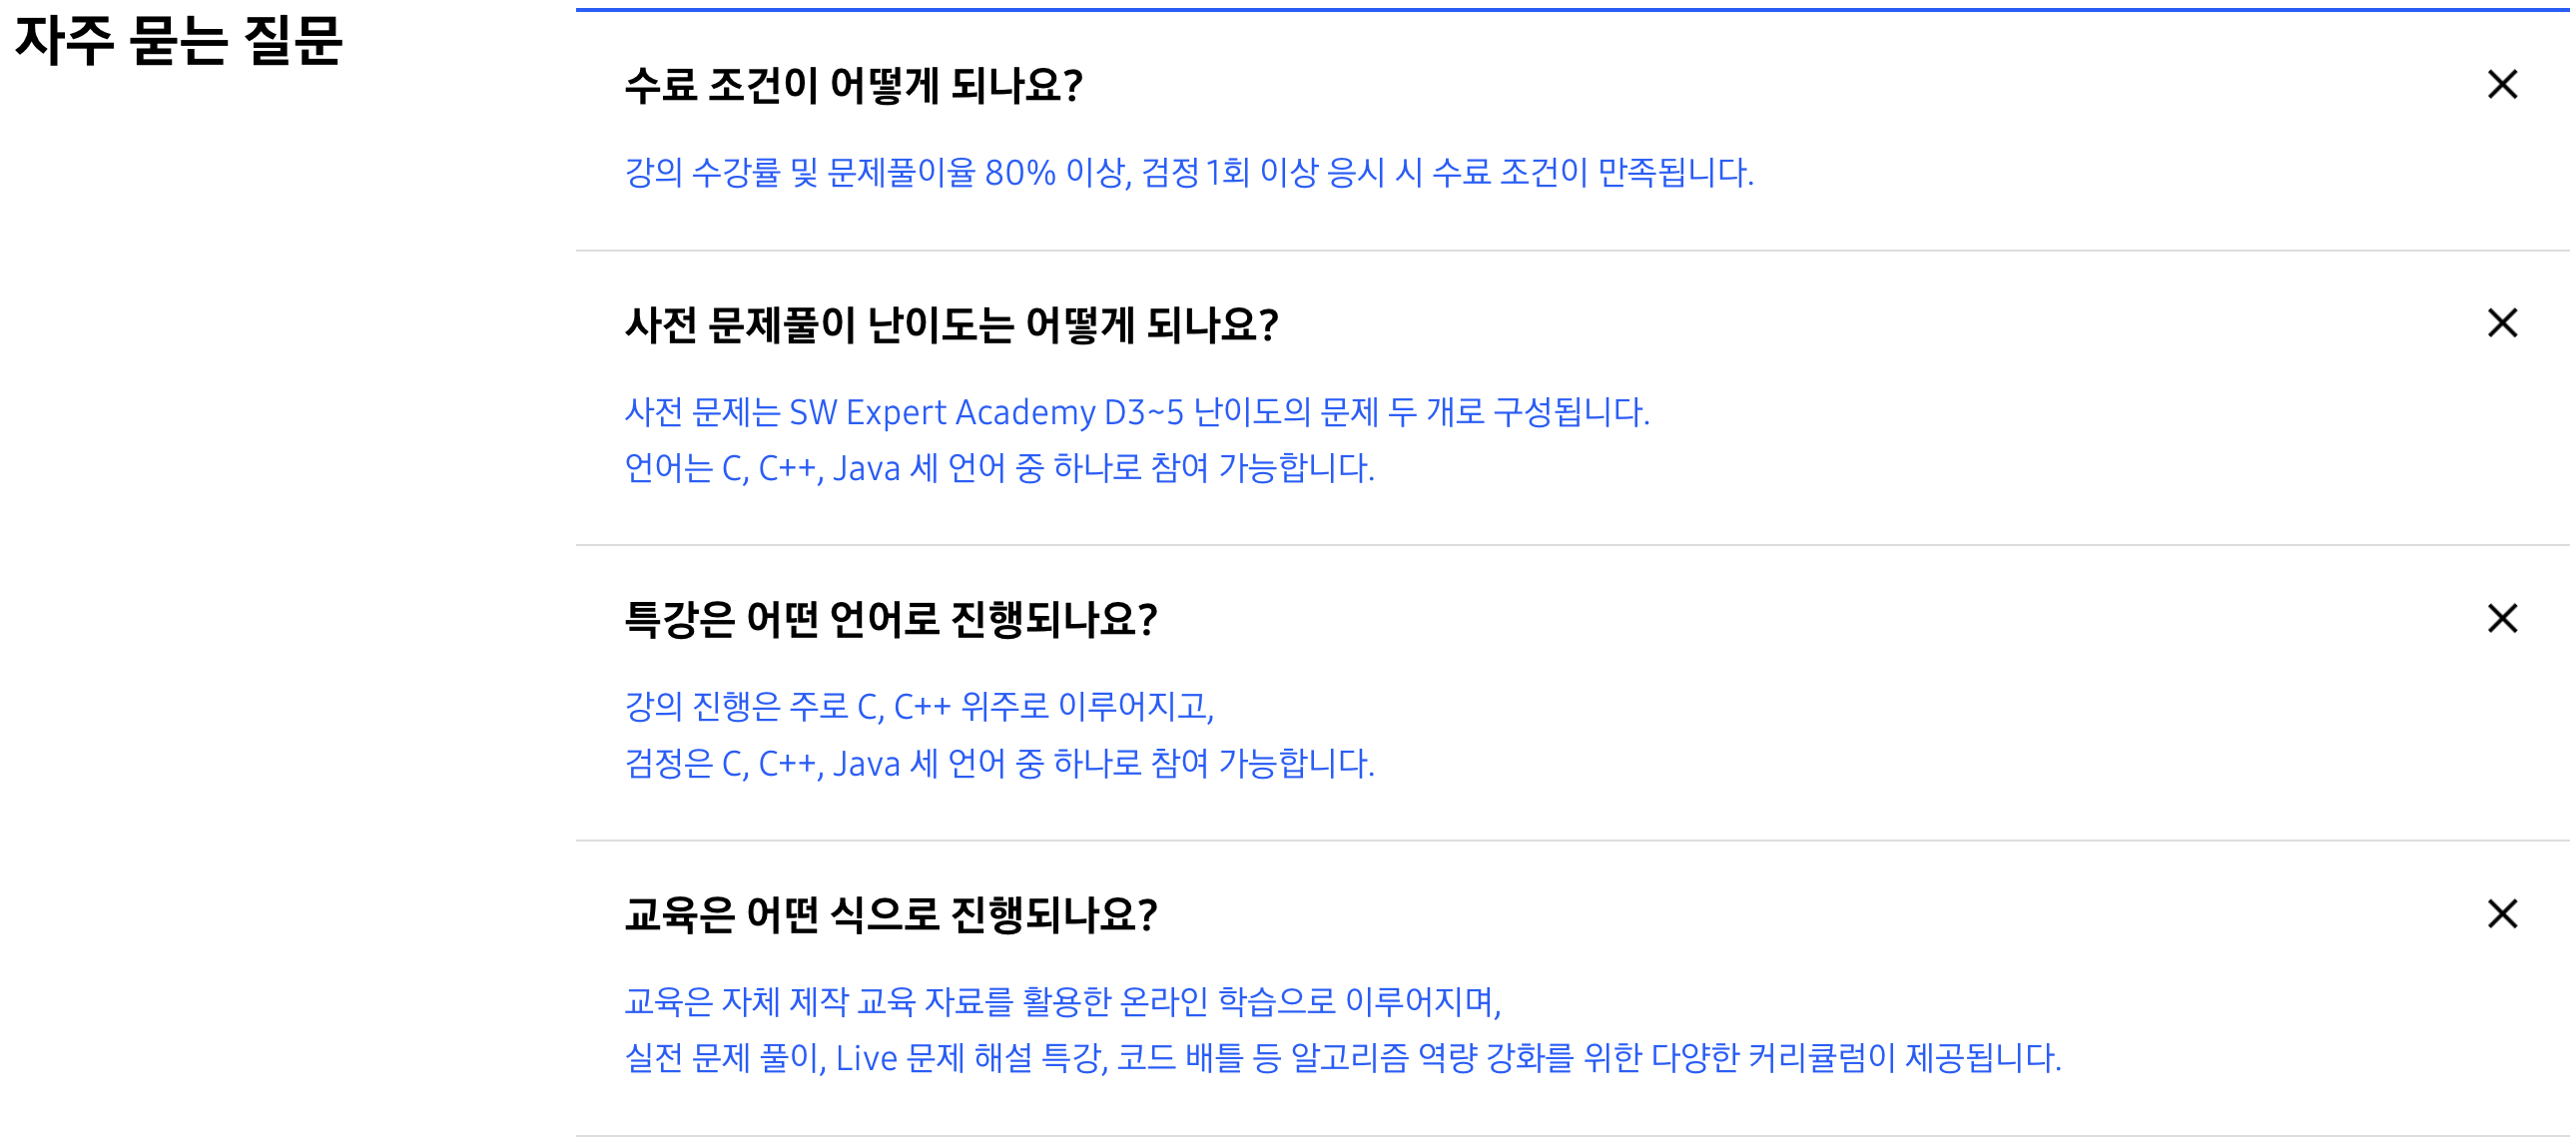 자주 묻는 질문
수료 조건이 어떻게 되나요?
강의 수강률 및 문제풀이율 80% 이상, 검정 1회 이상 응시 시 수료 조건이 만족됩니다.
사전 문제풀이 난이도는 어떻게 되나요?
사전 문제는 SW Expert Academy D3~5 난이도의 문제 두 개로 구성됩니다.
언어는 C, C++, Java 세 언어 중 하나로 참여 가능합니다.
특강은 어떤 언어로 진행되나요?
강의 진행은 주로 C, C++ 위주로 이루어지고,
검정은 C, C++, Java 세 언어 중 하나로 참여 가능합니다.
교육은 어떤 식으로 진행되나요?
교육은 자체 제작 교육 자료를 활용한 온라인 학습으로 이루어지며,
실전 문제 풀이, Live 문제 해설 특강, 코드 배틀 등 알고리즘 역량 강화를 위한 다양한 커리큘럼이 제공됩니다.